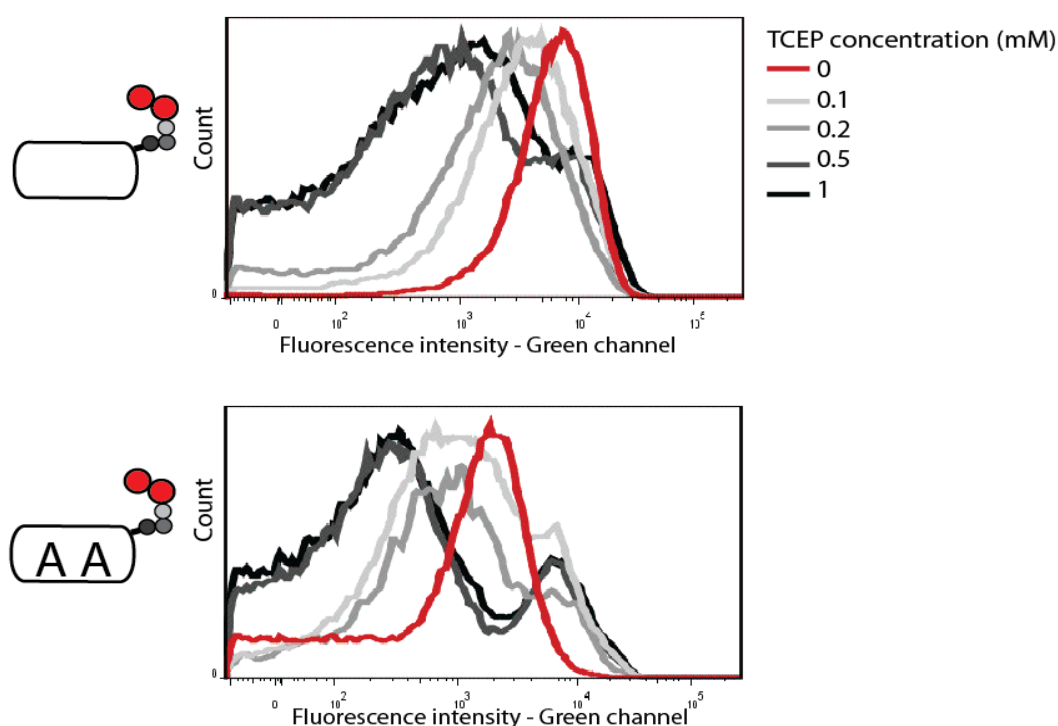 TCEP concentration (mM)
0
0.1
0.2
0.5
1
Count
0
0 10² 10³ 10⁴ 10⁵
Fluorescence intensity - Green channel
A A
Count
0
0 10² 10³ 10⁴ 10⁵
Fluorescence intensity - Green channel